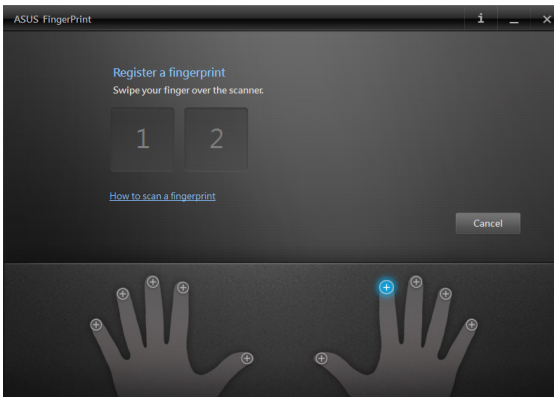 ASUS FingerPrint
Register a fingerprint
Swipe your finger over the scanner.
1 2
How to scan a fingerprint
Cancel